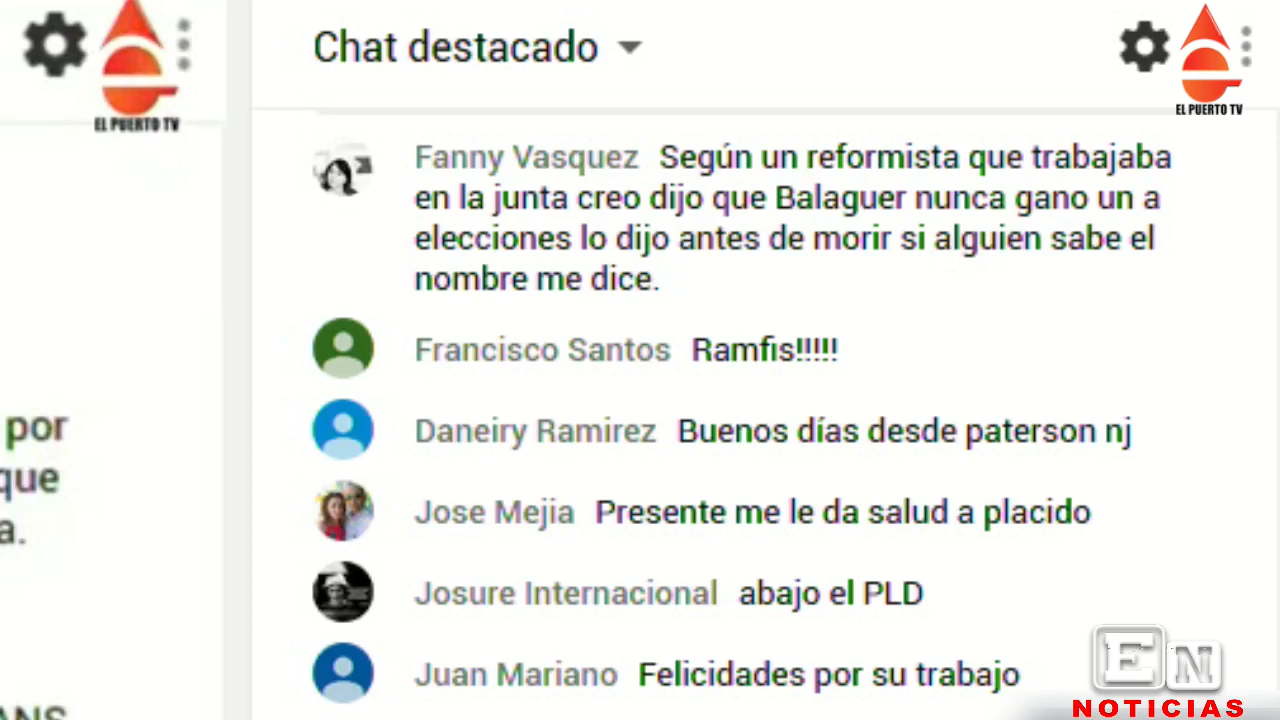 Chat destacado
EL PUERTO TV
EL PUERTO TV
Fanny Vasquez Según un reformista que trabajaba
en la junta creo dijo que Balaguer nunca gano un a
elecciones lo dijo antes de morir si alguien sabe el
nombre me dice.
Francisco Santos Ramfis!!!!!
por
Daneiry Ramirez Buenos días desde paterson nj
que
a.
Jose Mejia Presente me le da salud a placido
Josure Internacional abajo el PLD
Juan Mariano Felicidades por su trabajo
EN
NOTICIAS